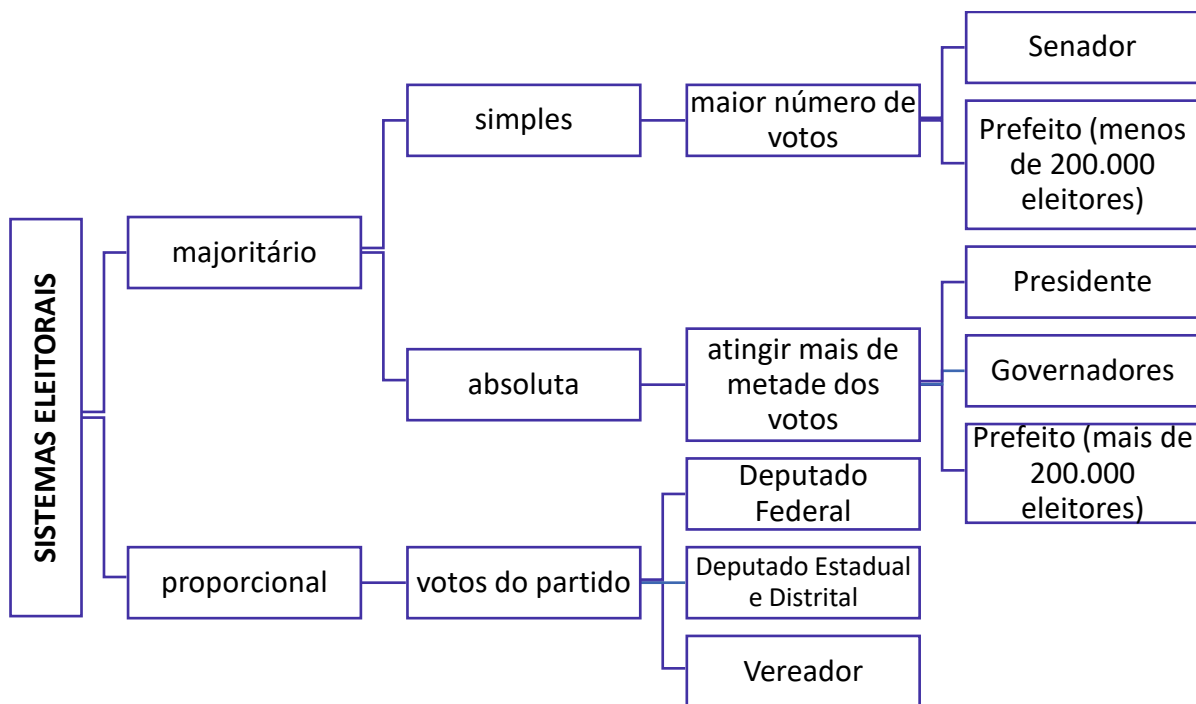 SISTEMAS ELEITORAIS
majoritário
simples
maior número de
votos
Senador
Prefeito (menos
de 200.000
eleitores)
absoluta
atingir mais de
metade dos
votos
Presidente
Governadores
Prefeito (mais de
200.000
eleitores)
proporcional
votos do partido
Deputado
Federal
Deputado Estadual
e Distrital
Vereador